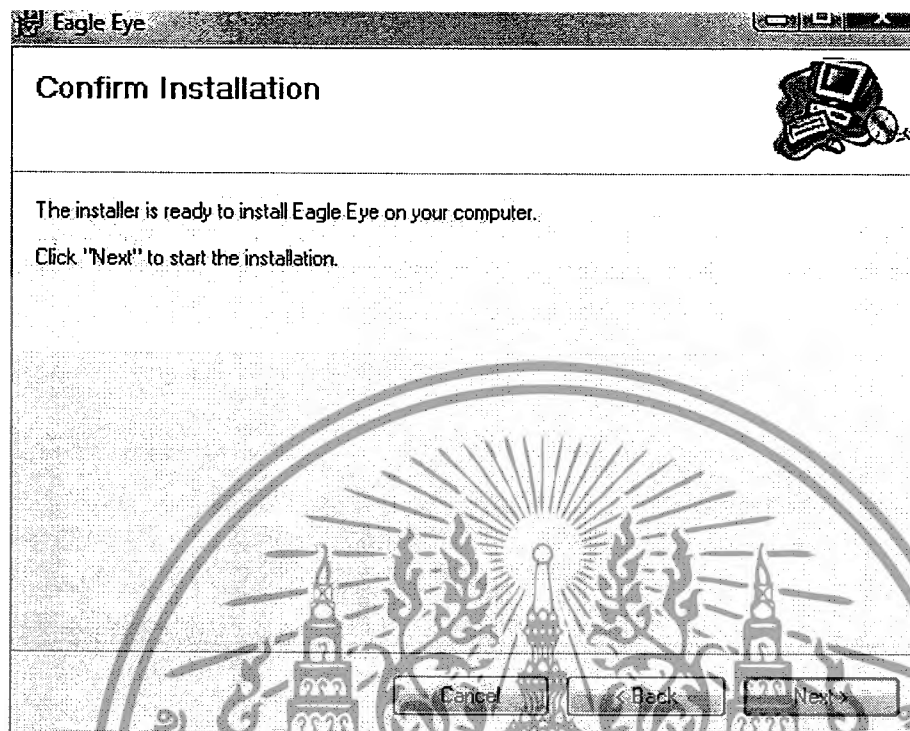 Eagle Eye
Confirm Installation
The installer is ready to install Eagle Eye on your computer.
Click "Next" to start the installation.
Cancel
< Back
Next >